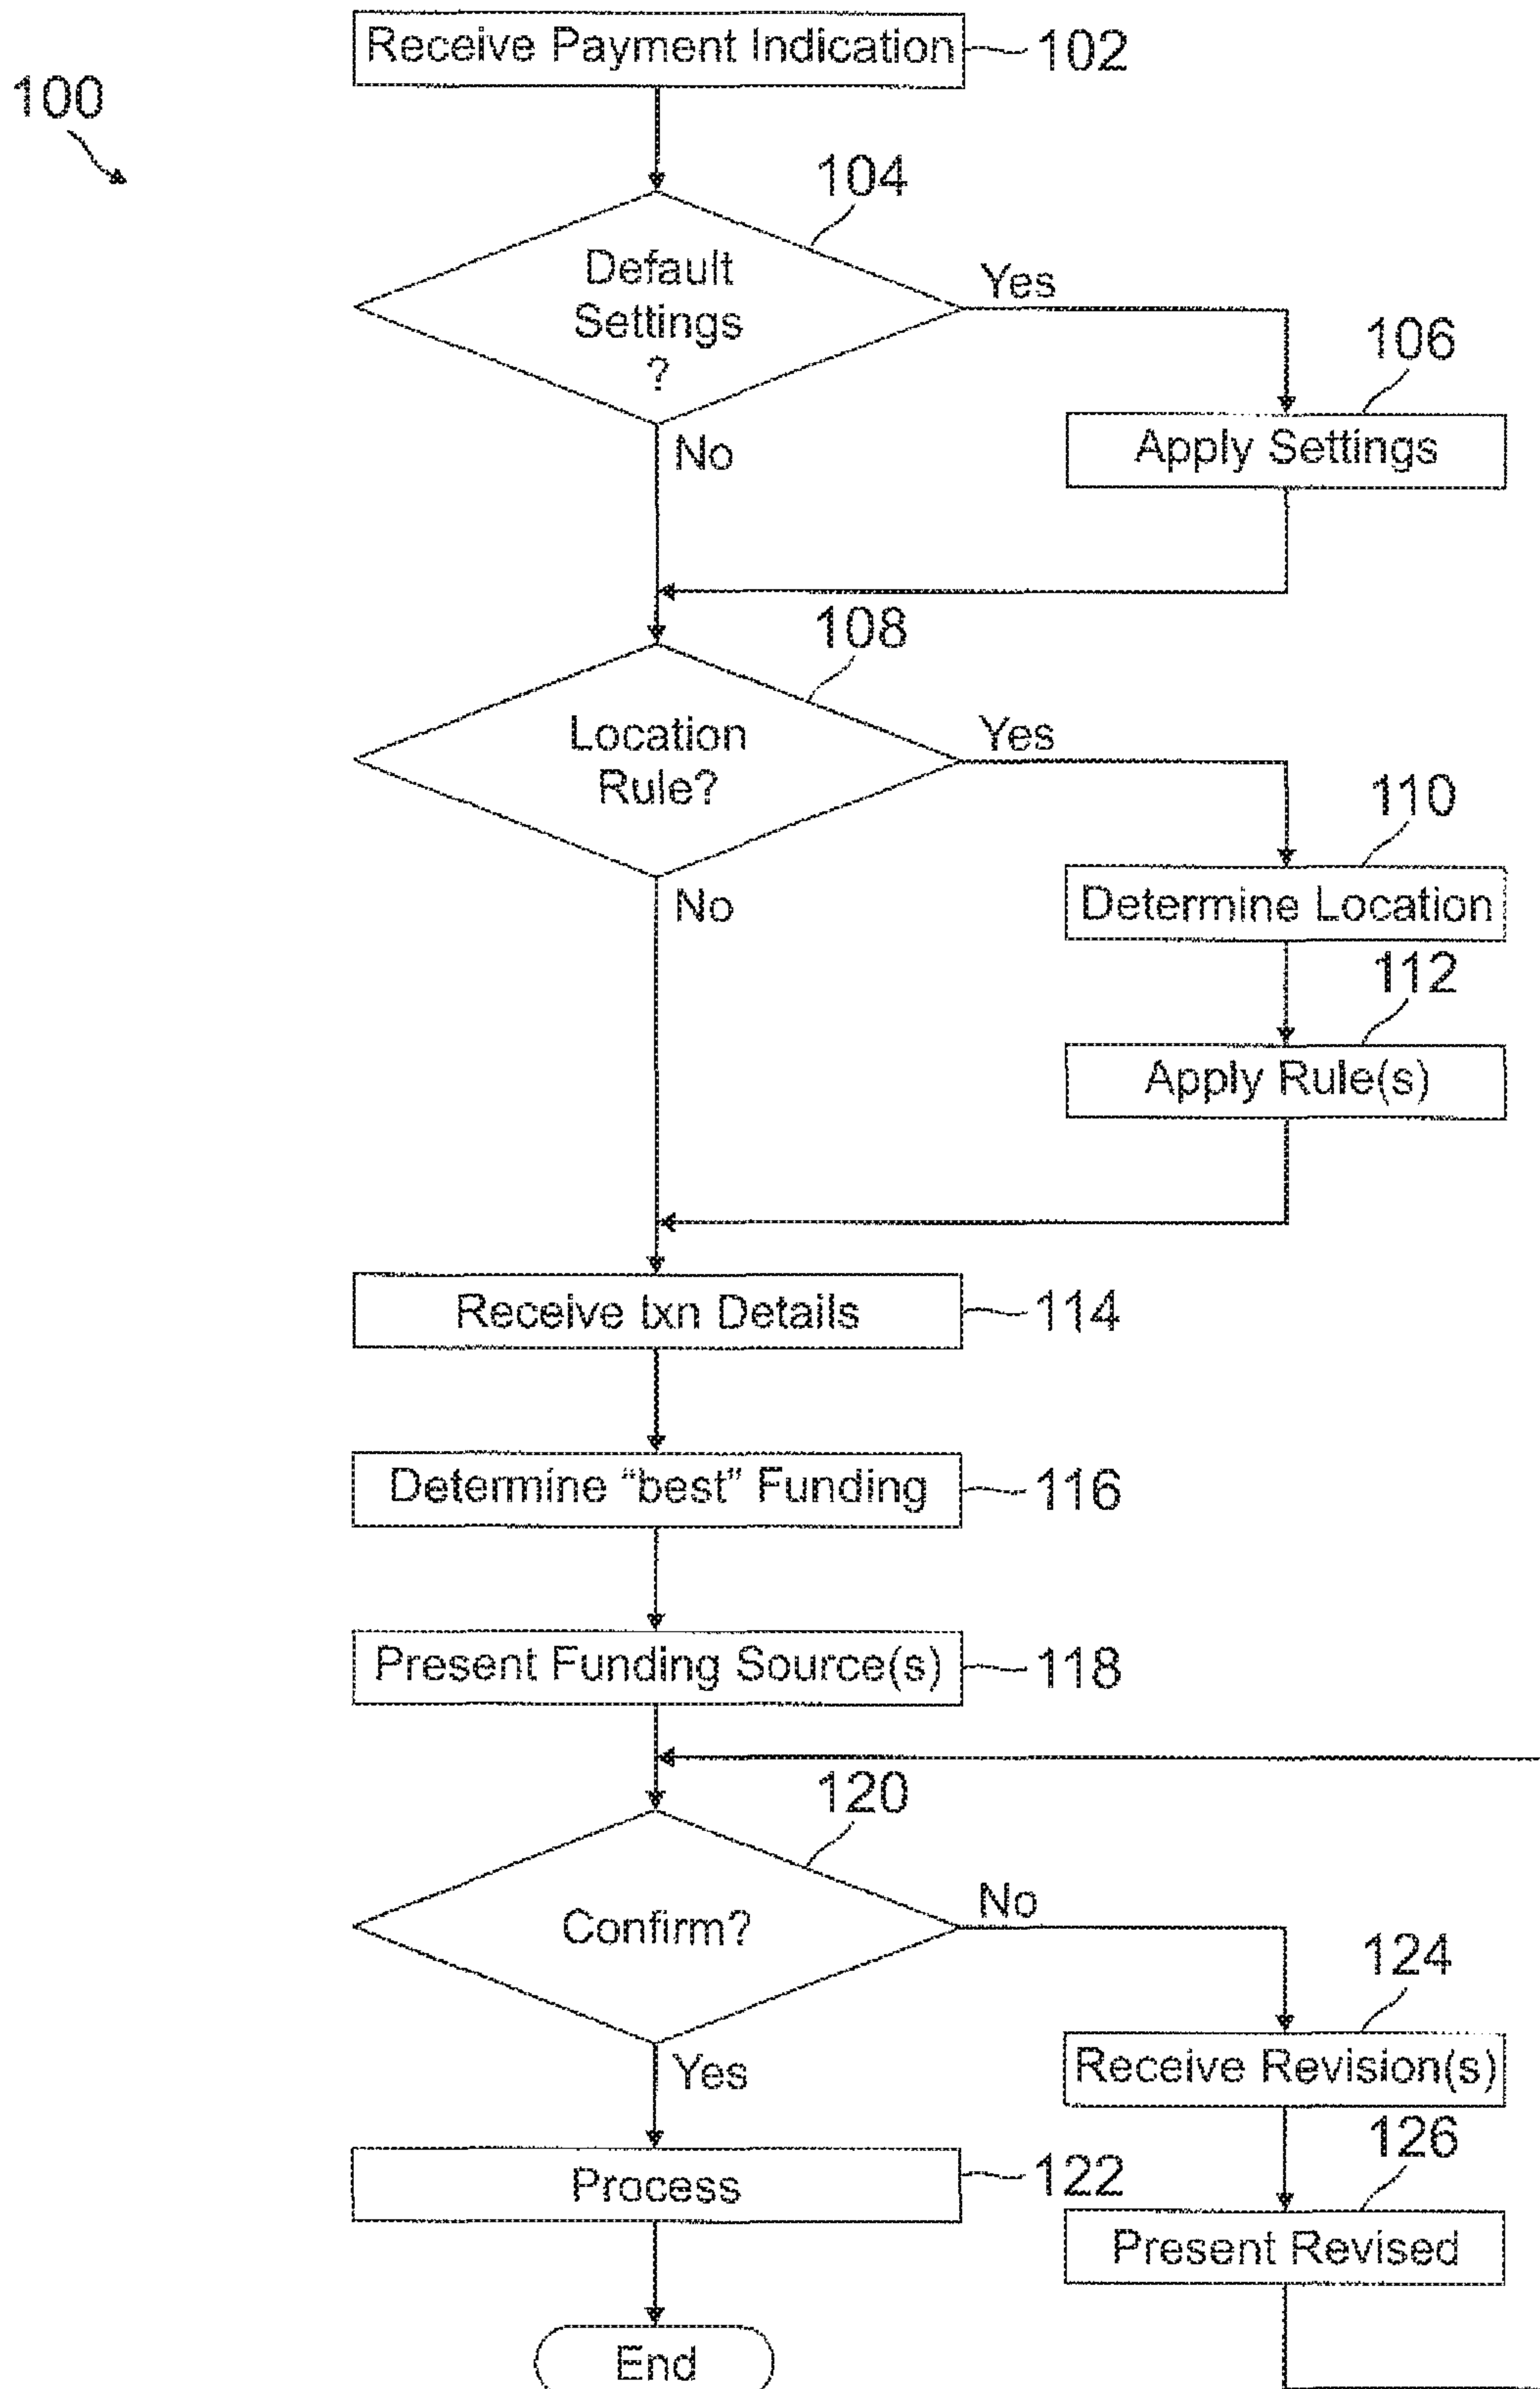 Receive Payment Indication
102
100
104
Default
Settings
?
Yes
106
Apply Settings
No
108
Location
Rule?
Yes
110
No
Determine Location
112
Apply Rule(s)
Receive txn Details
114
Determine “best” Funding
116
Present Funding Source(s)
118
120
Confirm?
No
124
Receive Revision(s)
Yes
126
Process
122
Present Revised
End